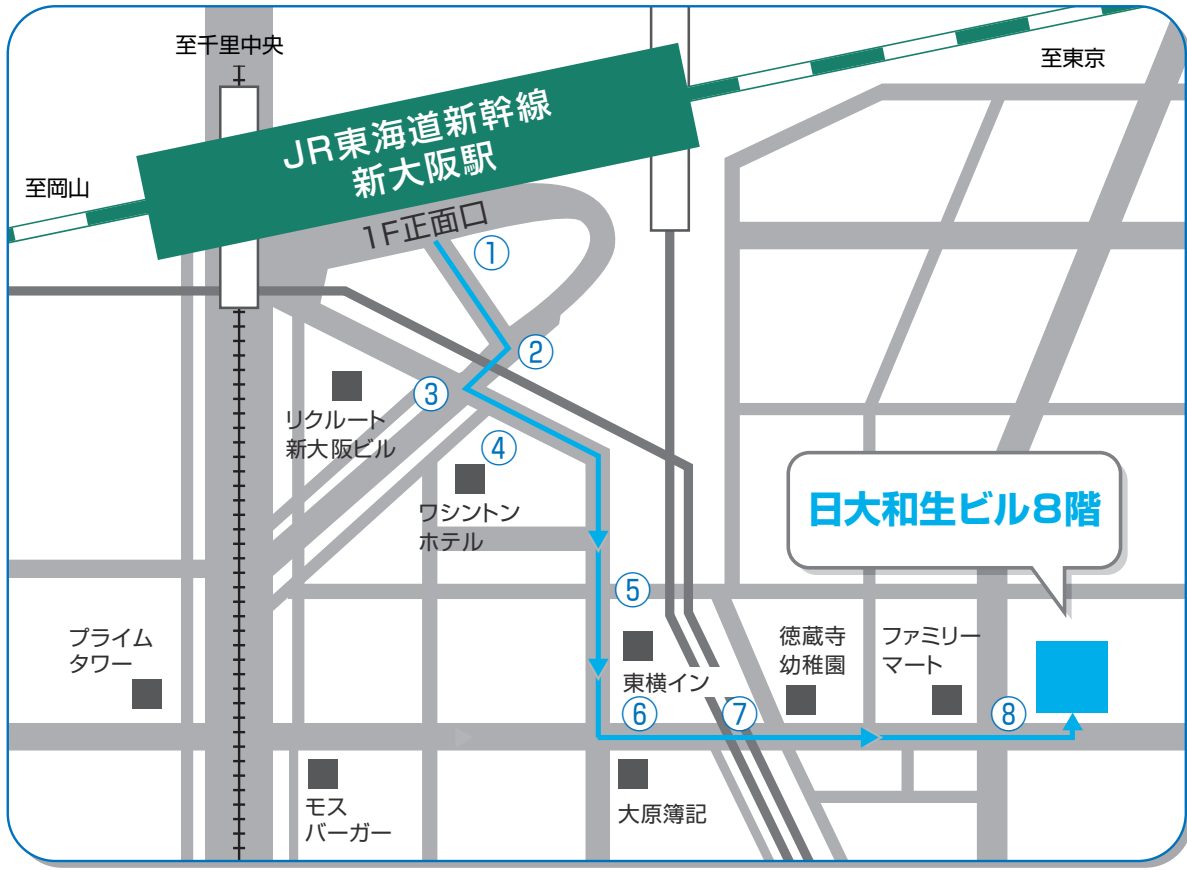 至千里中央
至東京
JR東海道新幹線
新大阪駅
至岡山
1F正面口
①
②
③
リクルート
新大阪ビル
④
ワシントン
ホテル
日大和生ビル8階
⑤
プライム
タワー
東横イン
徳蔵寺
幼稚園
ファミリー
マート
⑥
⑦
⑧
モス
バーガー
大原簿記